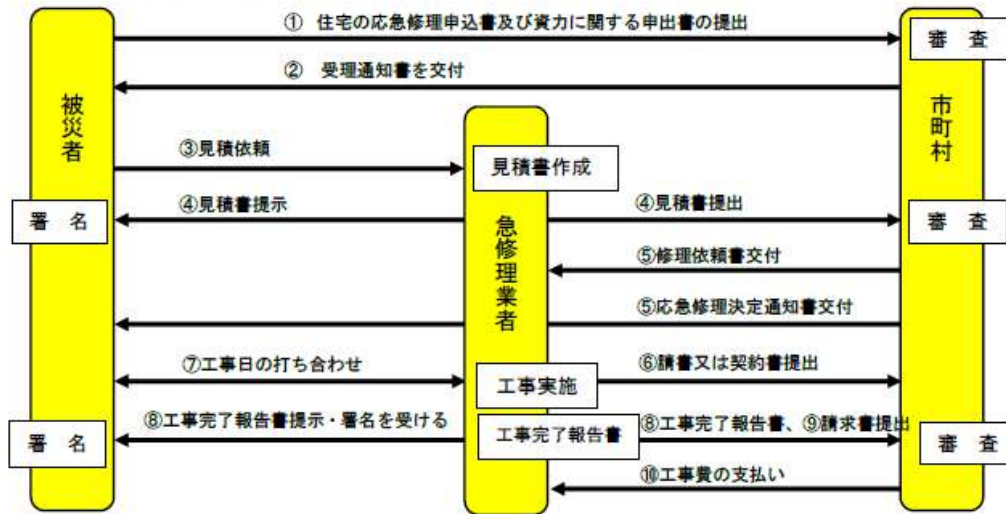 ① 住宅の応急修理申込書及び資力に関する申出書の提出
審 査
② 受理通知書を交付
被災者
市町村
③見積依頼
見積書作成
署 名
④見積書提示
④見積書提出
審 査
急修理業者
⑤修理依頼書交付
⑤応急修理決定通知書交付
⑦工事日の打ち合わせ
工事実施
⑥請書又は契約書提出
署 名
⑧工事完了報告書提示・署名を受ける
工事完了報告書
⑧工事完了報告書、⑨請求書提出
審 査
⑩工事費の支払い